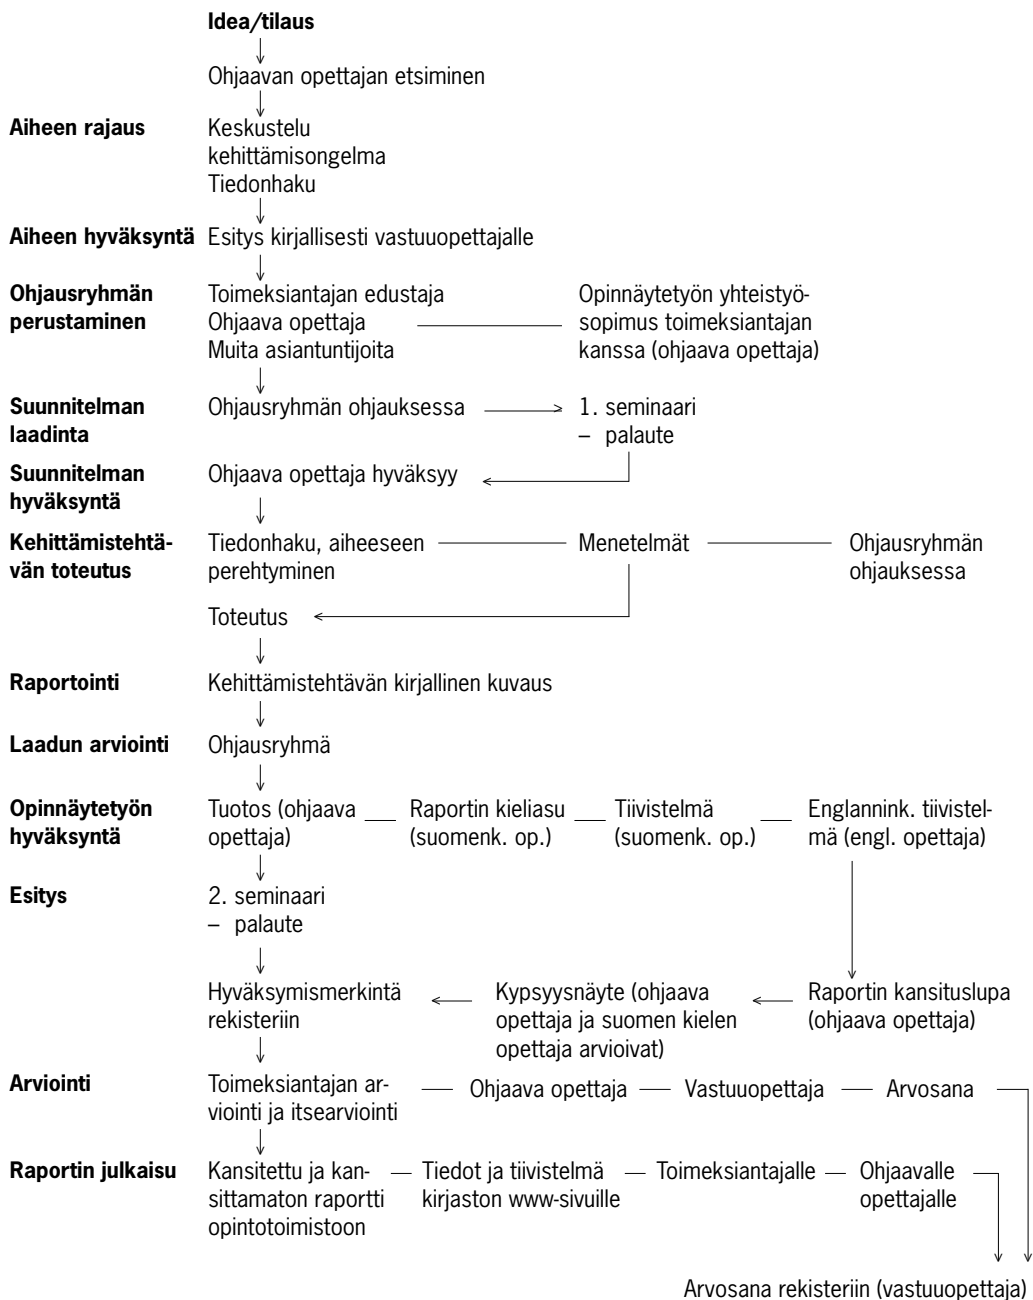 Idea/tilaus
Ohjaavan opettajan etsiminen
Aiheen rajaus
Keskustelu
kehittämisongelma
Tiedonhaku
Aiheen hyväksyntä
Esitys kirjallisesti vastuuopettajalle
Ohjausryhmän
perustaminen
Toimeksiantajan edustaja
Ohjaava opettaja
Muita asiantuntijoita
Opinnäytetyön yhteistyö-
sopimus toimeksiantajan
kanssa (ohjaava opettaja)
Suunnitelman
laadinta
Ohjausryhmän ohjauksessa
1. seminaari
– palaute
Suunnitelman
hyväksyntä
Ohjaava opettaja hyväksyy
Kehittämistehtä-
vän toteutus
Tiedonhaku, aiheeseen
perehtyminen
Menetelmät
Ohjausryhmän
ohjauksessa
Toteutus
Raportointi
Kehittämistehtävän kirjallinen kuvaus
Laadun arviointi
Ohjausryhmä
Opinnäytetyön
hyväksyntä
Tuotos (ohjaava
opettaja)
Raportin kieliasu
(suomenk. op.)
Tiivistelmä
(suomenk. op.)
Englannink. tiivistel-
mä (engl. opettaja)
Esitys
2. seminaari
– palaute
Hyväksymismerkintä
rekisteriin
Kypsyysnäyte (ohjaava
opettaja ja suomen kielen
opettaja arvioivat)
Raportin kansituslupa
(ohjaava opettaja)
Arviointi
Toimeksiantajan ar-
viointi ja itsearviointi
Ohjaava opettaja
Vastuuopettaja
Arvosana
Raportin julkaisu
Kansitettu ja kan-
sittamaton raportti
opintotoimistoon
Tiedot ja tiivistelmä
kirjaston www-sivuille
Toimeksiantajalle
Ohjaavalle
opettajalle
Arvosana rekisteriin (vastuuopettaja)